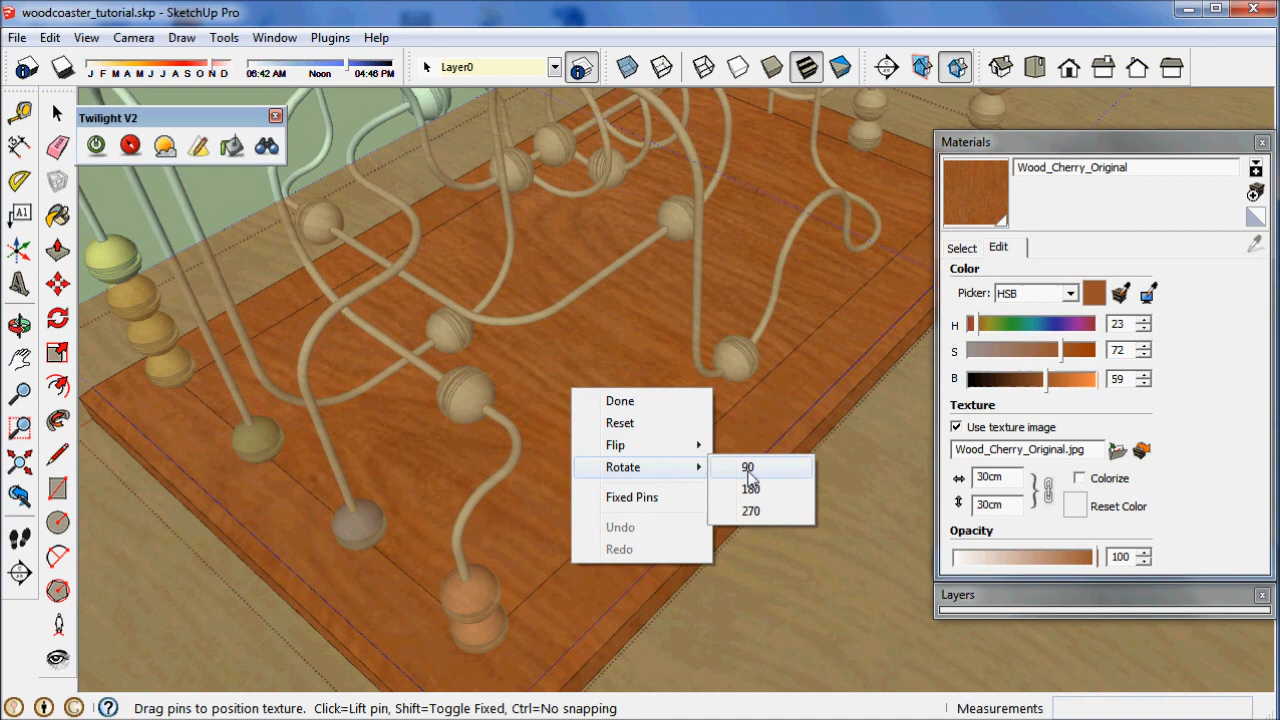 woodcoaster_tutorial.skp - SketchUp Pro
File Edit View Camera Draw Tools Window Plugins Help
J F M A M J J A S O N D
06:42 AM Noon 04:46 PM
Layer0
Twilight V2
A1
Materials
Wood_Cherry_Original
Select Edit
Color
Picker: HSB
H 23
S 72
B 59
Texture
Use texture image
Wood_Cherry_Original.jpg
30cm Colorize
30cm Reset Color
Opacity
100
Layers
Done
Reset
Flip
Rotate
Fixed Pins
Undo
Redo
90
180
270
Drag pins to position texture. Click=Lift pin, Shift=Toggle Fixed, Ctrl=No snapping
Measurements